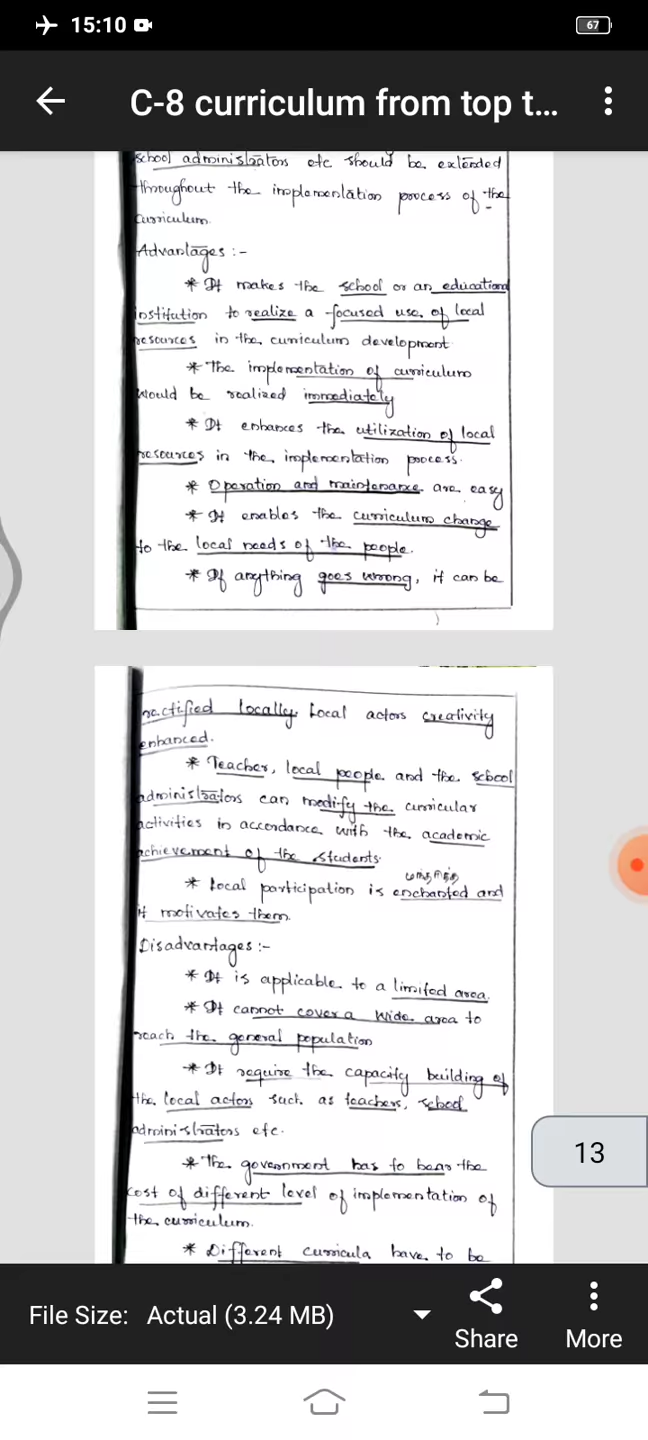 15:10
67
C-8 curriculum from top t...
school administrators etc should be extended
throughout the implementation process of the
curriculum.
Advantages :-
* It makes the school or an education
institution to realize a focused use of local
resources in the curriculum development
* The implementation of curriculum
would be realized immediately
* It enhances the utilization of local
resources in the implementation process.
* Operation and maintenance are easy
* It enables the curriculum change
to the local needs of the people.
* If anything goes wrong, it can be
rectified locally. Local actors creativity
enhanced.
* Teacher, local people and the school
administrators can modify the curricular
activities in accordance with the academic
achievement of the students.
* Local participation is enchanted and
it motivates them.
Disadvantages :-
* It is applicable to a limited area.
* It cannot cover a wide area to
reach the general population
* It require the capacity building of
the local actors such as teachers, school
administrators etc.
13
* The government has to bear the
cost of different level of implementation of
the curriculum.
* Different curricula have to be
File Size: Actual (3.24 MB)
Share
More